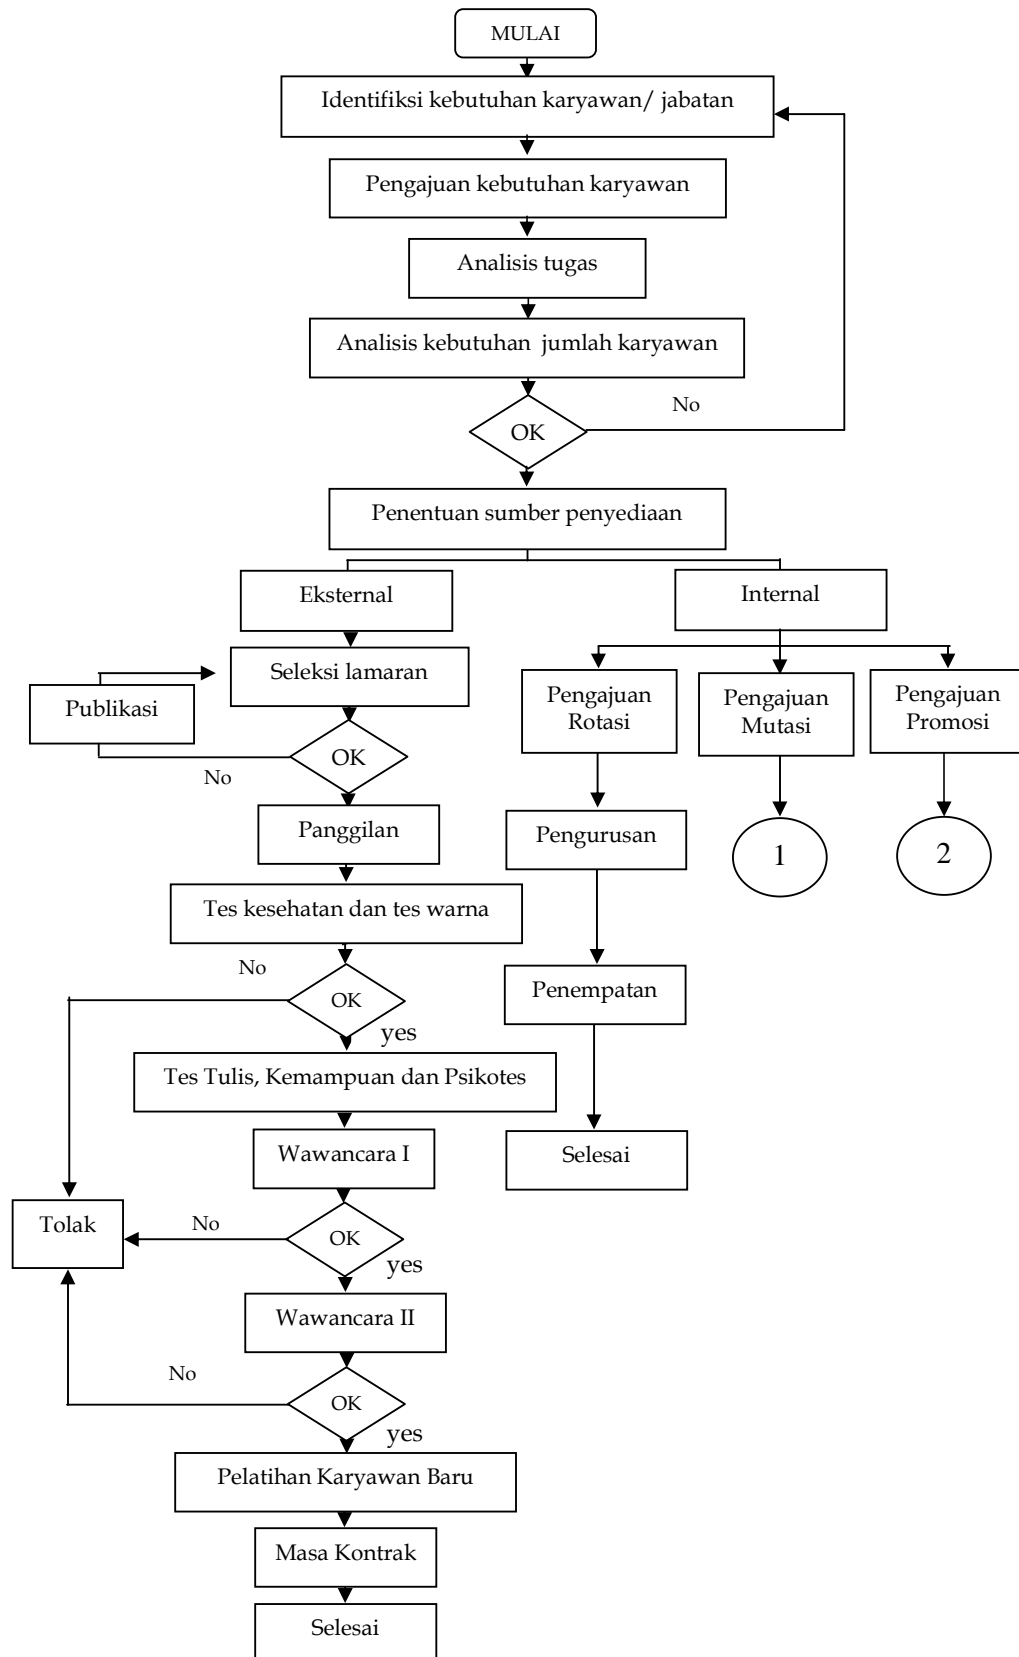 MULAI
Identifiksi kebutuhan karyawan/ jabatan
Pengajuan kebutuhan karyawan
Analisis tugas
Analisis kebutuhan jumlah karyawan
No
OK
Penentuan sumber penyediaan
Eksternal
Internal
Seleksi lamaran
Publikasi
Pengajuan
Rotasi
Pengajuan
Mutasi
Pengajuan
Promosi
OK
No
Panggilan
Pengurusan
1
2
Tes kesehatan dan tes warna
No
OK
yes
Penempatan
Tes Tulis, Kemampuan dan Psikotes
Wawancara I
Selesai
Tolak
No
OK
yes
Wawancara II
No
OK
yes
Pelatihan Karyawan Baru
Masa Kontrak
Selesai